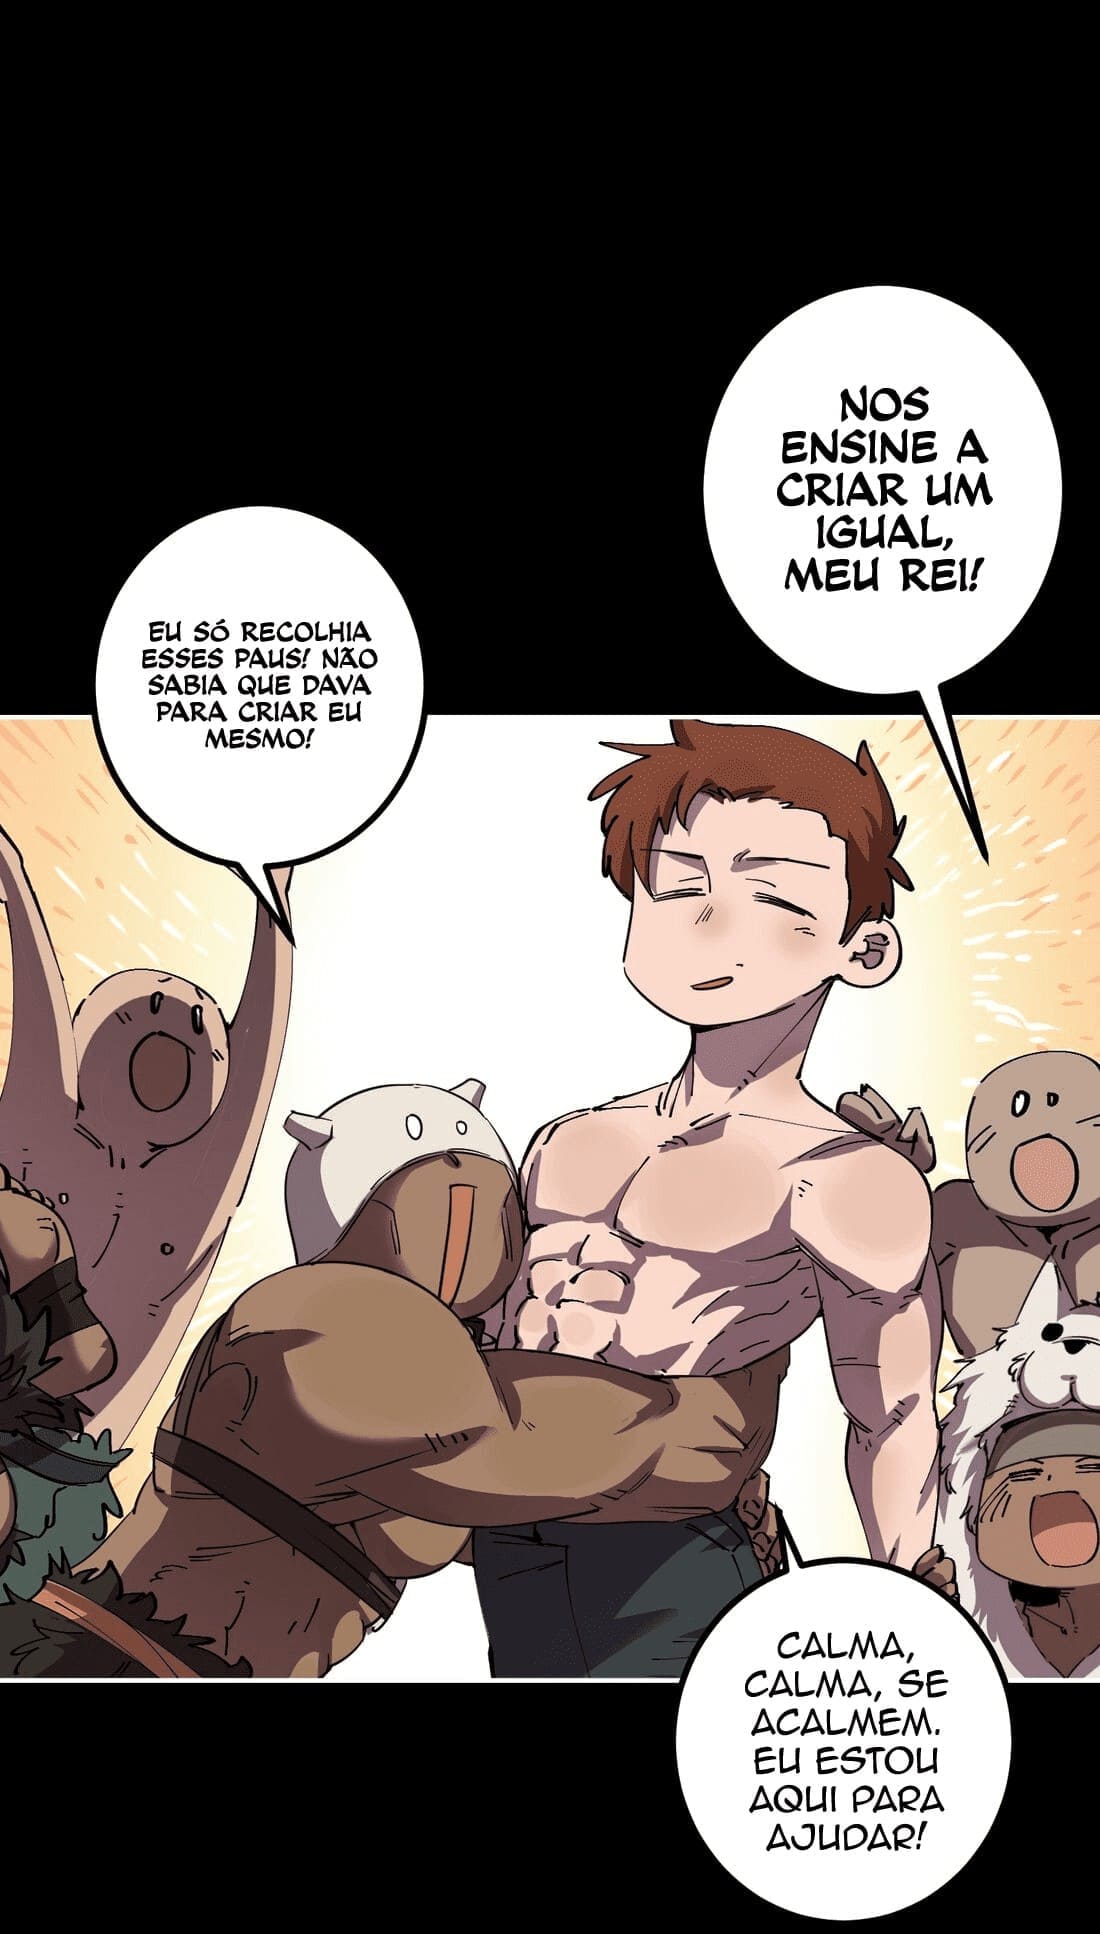 NOS
ENSINE A
CRIAR UM
IGUAL,
MEU REI!
EU SÓ RECOLHIA
ESSES PAUS! NÃO
SABIA QUE DAVA
PARA CRIAR EU
MESMO!
CALMA,
CALMA, SE
ACALMEM.
EU ESTOU
AQUI PARA
AJUDAR!